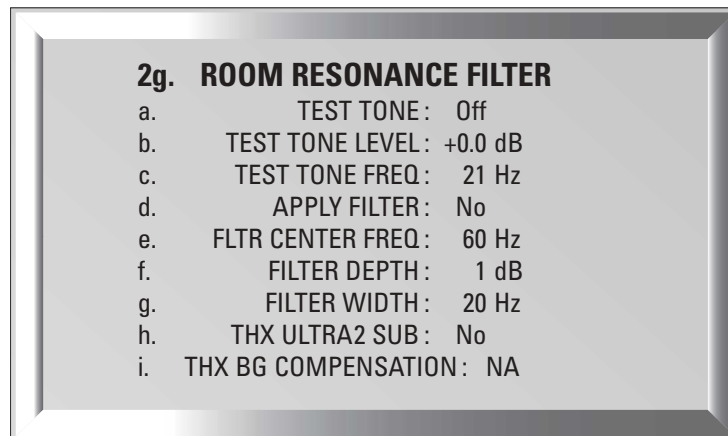 2g. ROOM RESONANCE FILTER
a. TEST TONE: Off
b. TEST TONE LEVEL: +0.0 dB
c. TEST TONE FREQ: 21 Hz
d. APPLY FILTER: No
e. FLTR CENTER FREQ: 60 Hz
f. FILTER DEPTH: 1 dB
g. FILTER WIDTH: 20 Hz
h. THX ULTRA2 SUB: No
i. THX BG COMPENSATION: NA